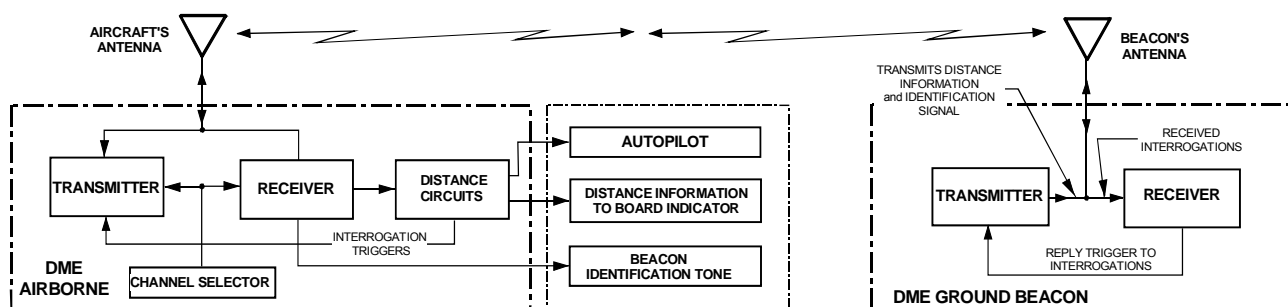 AIRCRAFT'S
ANTENNA
BEACON'S
ANTENNA
TRANSMITS DISTANCE
INFORMATION
and IDENTIFICATION
SIGNAL
RECEIVED
INTERROGATIONS
TRANSMITTER
RECEIVER
DISTANCE
CIRCUITS
INTERROGATION
TRIGGERS
CHANNEL SELECTOR
DME
AIRBORNE
AUTOPILOT
DISTANCE INFORMATION
TO BOARD INDICATOR
BEACON
IDENTIFICATION TONE
TRANSMITTER
RECEIVER
REPLY TRIGGER TO
INTERROGATIONS
DME GROUND BEACON